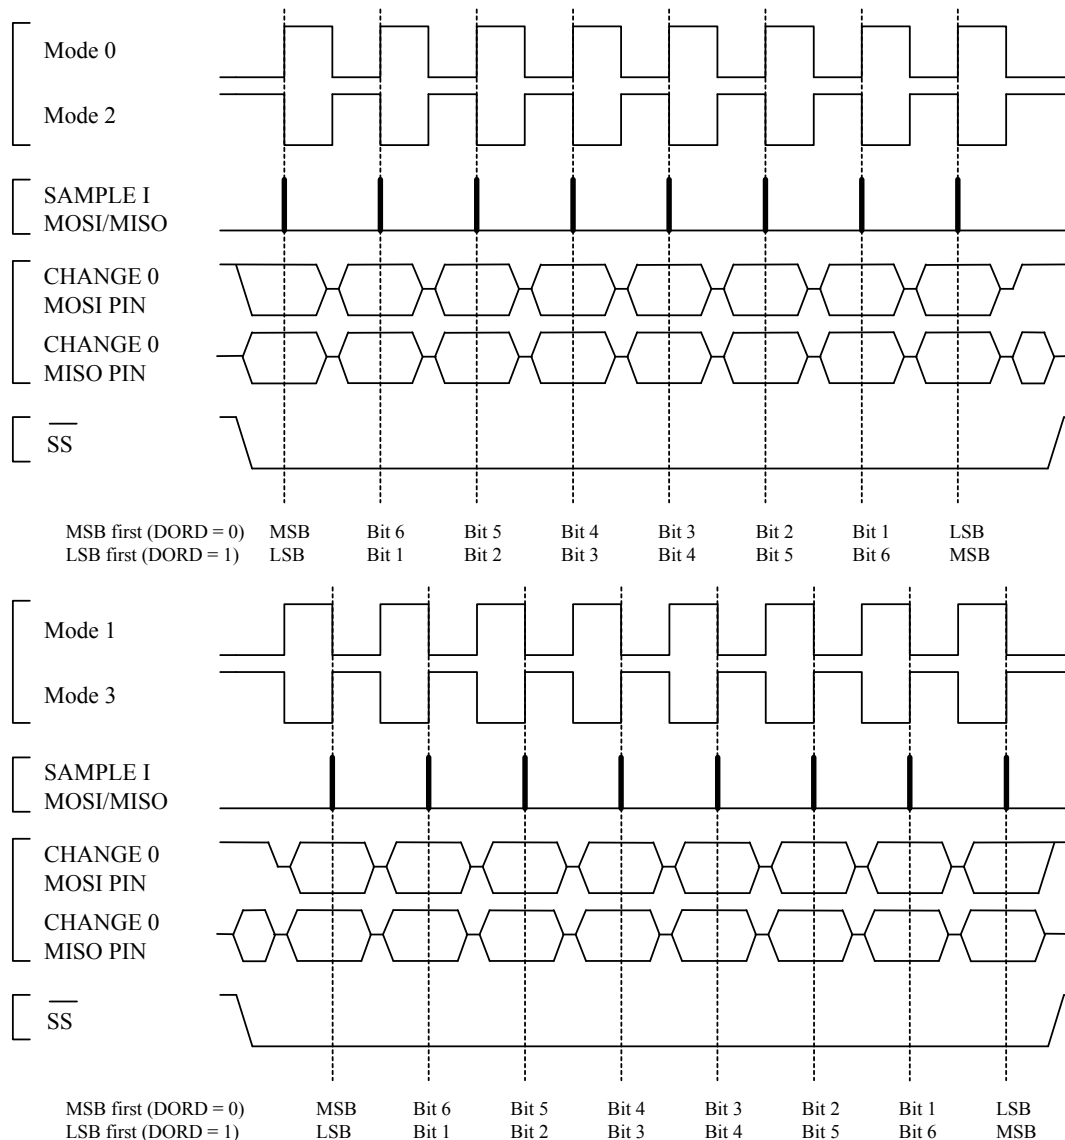 Mode 0
Mode 2
SAMPLE I
MOSI/MISO
CHANGE 0
MOSI PIN
CHANGE 0
MISO PIN
SS
MSB first (DORD = 0) MSB Bit 6 Bit 5 Bit 4 Bit 3 Bit 2 Bit 1 LSB
LSB first (DORD = 1) LSB Bit 1 Bit 2 Bit 3 Bit 4 Bit 5 Bit 6 MSB
Mode 1
Mode 3
SAMPLE I
MOSI/MISO
CHANGE 0
MOSI PIN
CHANGE 0
MISO PIN
SS
MSB first (DORD = 0) MSB Bit 6 Bit 5 Bit 4 Bit 3 Bit 2 Bit 1 LSB
LSB first (DORD = 1) LSB Bit 1 Bit 2 Bit 3 Bit 4 Bit 5 Bit 6 MSB